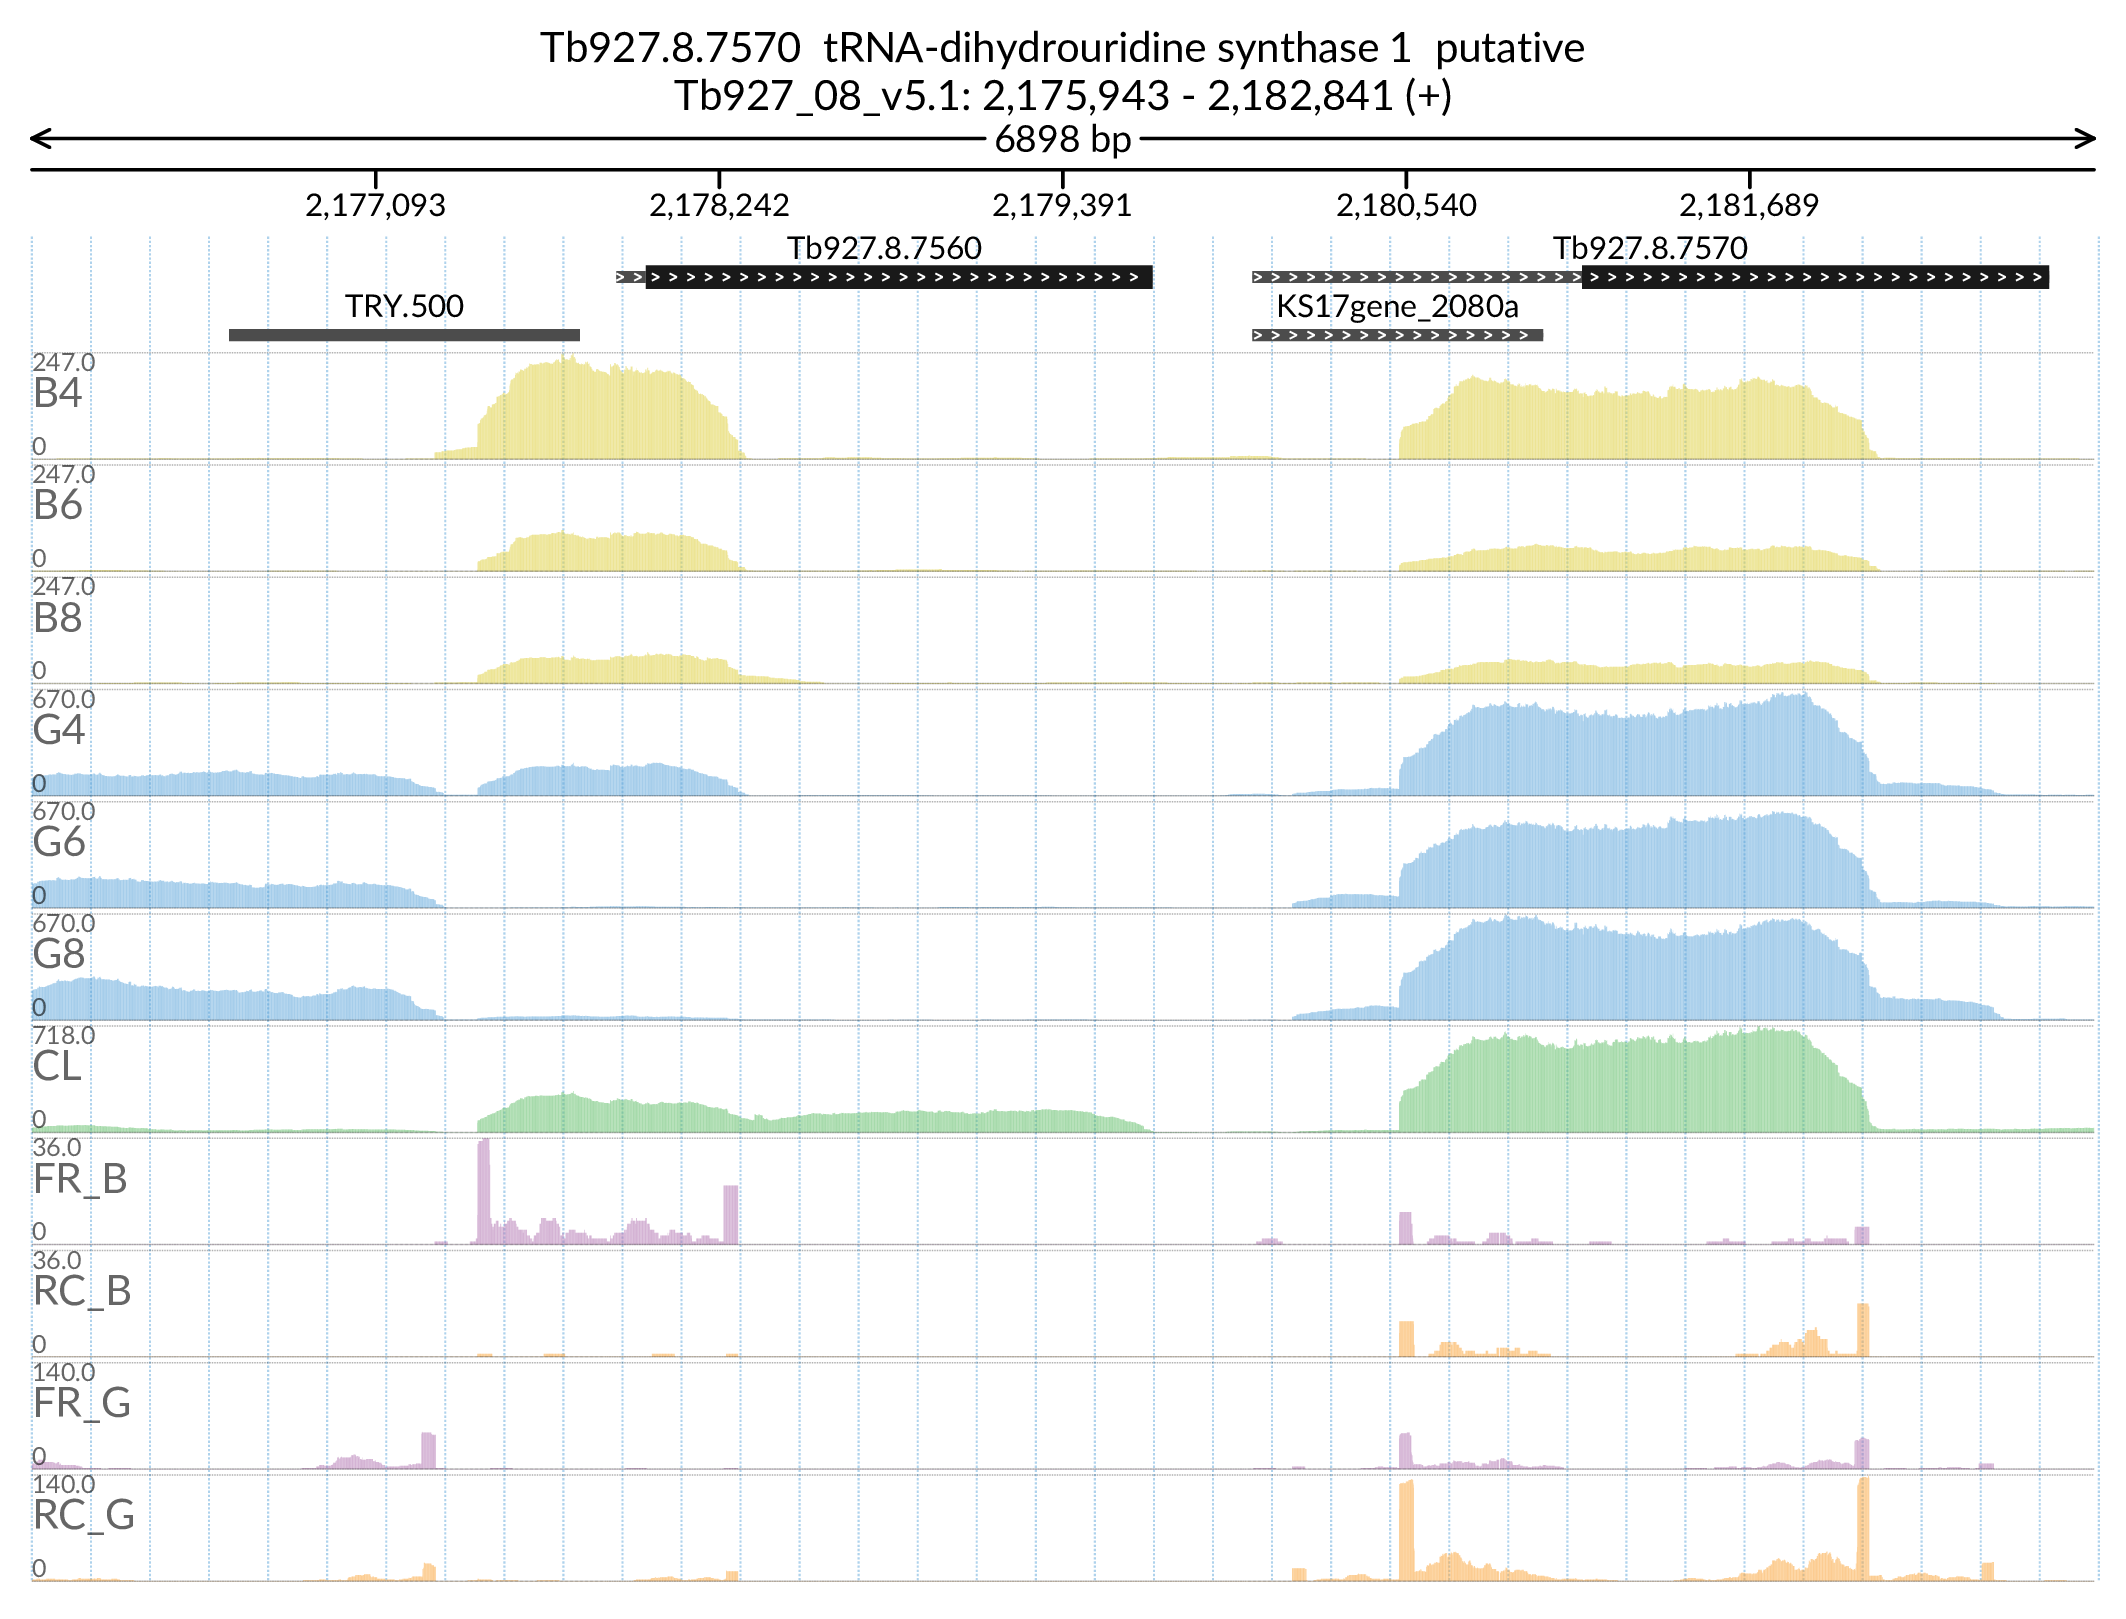 Tb927.8.7570 tRNA-dihydrouridine synthase 1 putative
Tb927_08_v5.1: 2,175,943 - 2,182,841 (+)
6898 bp
2,177,093 2,178,242 2,179,391 2,180,540 2,181,689
Tb927.8.7560 Tb927.8.7570
TRY.500 KS17gene_2080a
247.0
B4
0
247.0
B6
0
247.0
B8
0
670.0
G4
0
670.0
G6
0
670.0
G8
0
718.0
CL
0
36.0
FR_B
0
36.0
RC_B
0
140.0
FR_G
0
140.0
RC_G
0